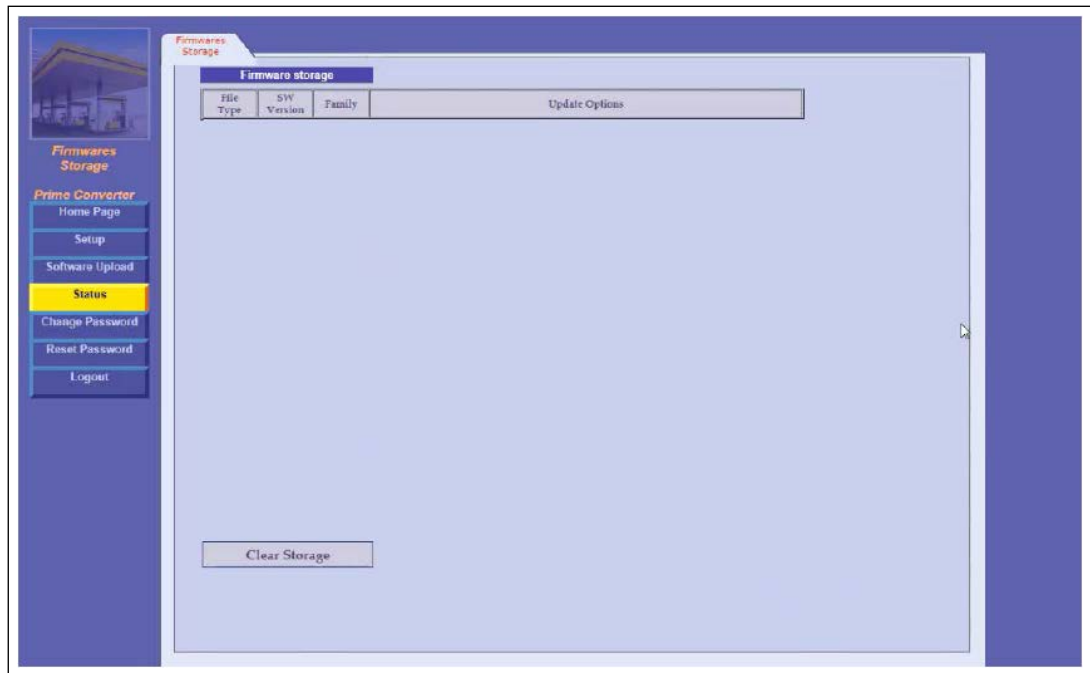 Firmwares
Storage
Firmware storage
File
Type
SW
Version
Family
Update Options
Firmwares
Storage
Prime Converter
Home Page
Setup
Software Upload
Status
Change Password
Reset Password
Logout
Clear Storage